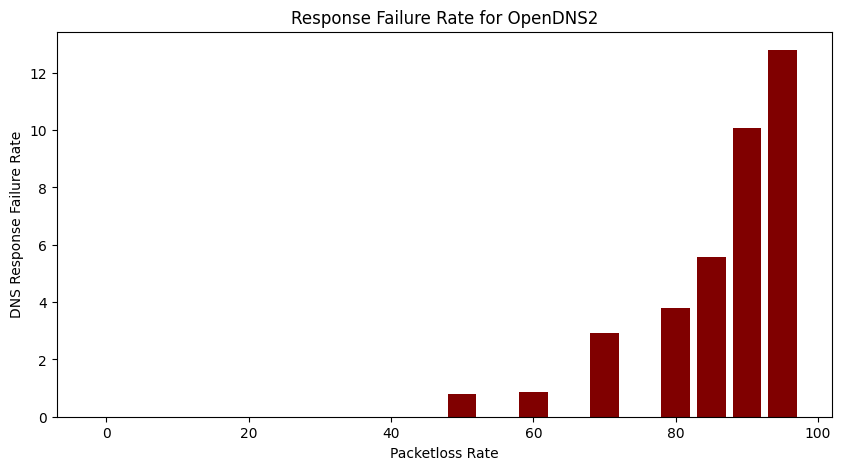 Response Failure Rate for OpenDNS2
12
10
8
6
4
2
0
DNS Response Failure Rate
0 20 40 60 80 100
Packetloss Rate